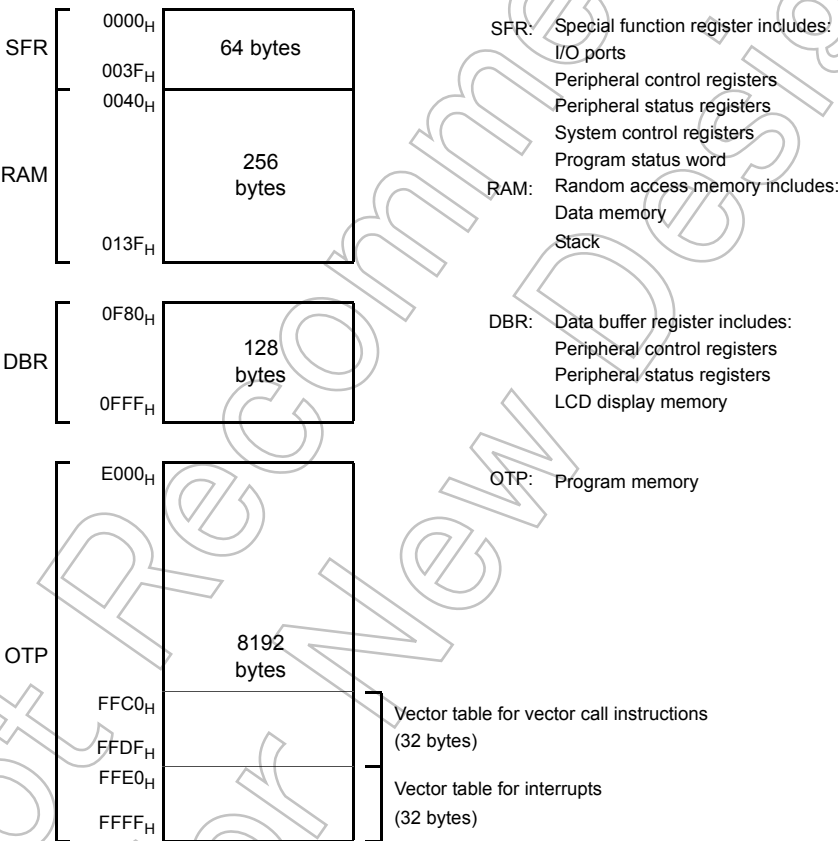 SFR
0000H
64 bytes
003FH
RAM
0040H
256
bytes
013FH
SFR: Special function register includes:
I/O ports
Peripheral control registers
Peripheral status registers
System control registers
Program status word
RAM: Random access memory includes:
Data memory
Stack
DBR
0F80H
128
bytes
0FFFH
DBR: Data buffer register includes:
Peripheral control registers
Peripheral status registers
LCD display memory
OTP
E000H
8192
bytes
OTP: Program memory
FFC0H
FFDFH
Vector table for vector call instructions
(32 bytes)
FFE0H
FFFFH
Vector table for interrupts
(32 bytes)